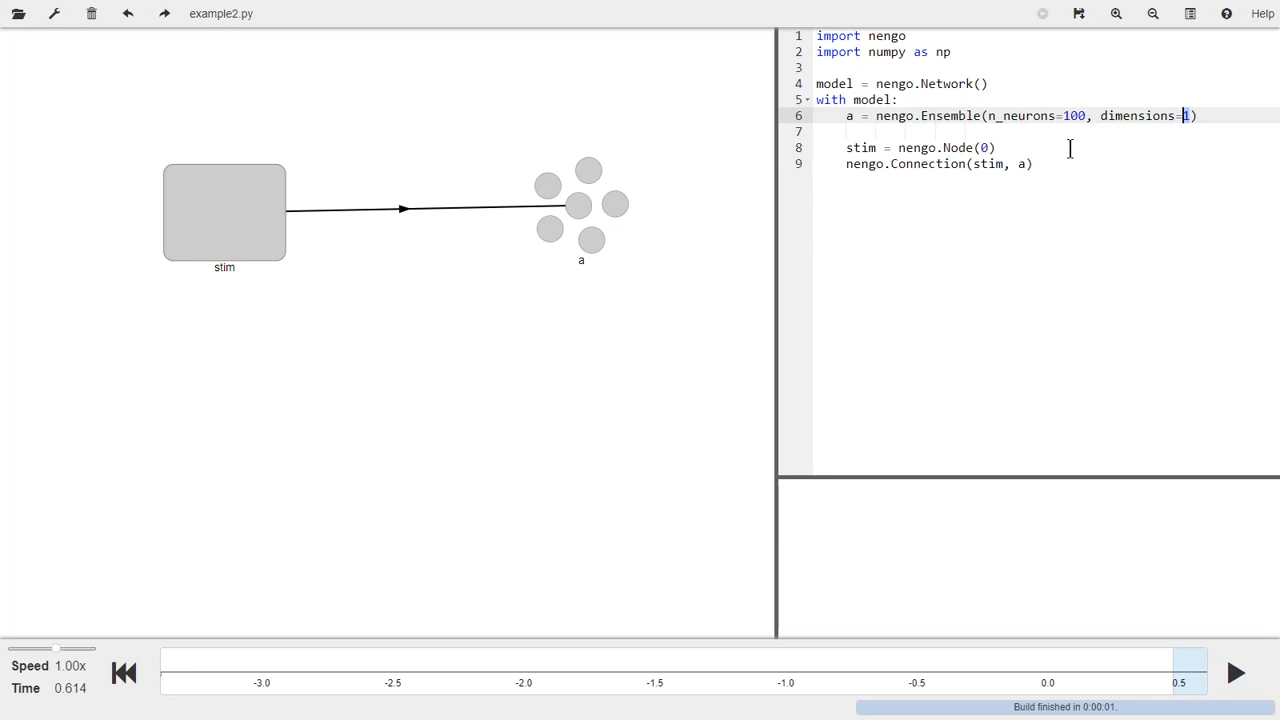 example2.py
Help
1 import nengo
2 import numpy as np
3
4 model = nengo.Network()
5 with model:
6 a = nengo.Ensemble(n_neurons=100, dimensions=1)
7
8 stim = nengo.Node(0)
9 nengo.Connection(stim, a)
stim
a
Speed 1.00x
Time 0.614
-3.0 -2.5 -2.0 -1.5 -1.0 -0.5 0.0 0.5
Build finished in 0:00:01.